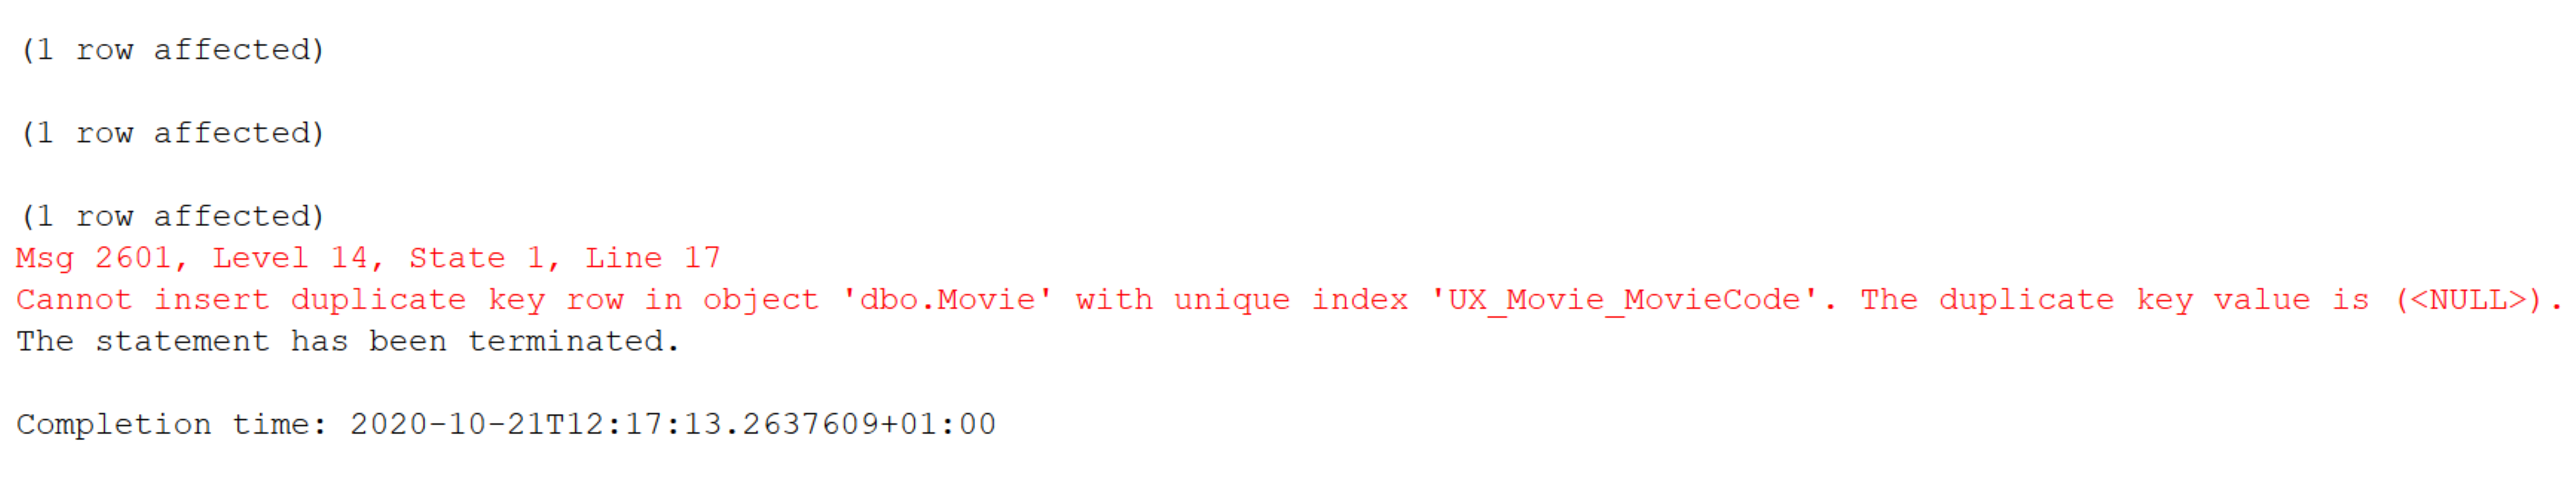 (1 row affected)
(1 row affected)
(1 row affected)
Msg 2601, Level 14, State 1, Line 17
Cannot insert duplicate key row in object 'dbo.Movie' with unique index 'UX_Movie_MovieCode'. The duplicate key value is (<NULL>).
The statement has been terminated.
Completion time: 2020-10-21T12:17:13.2637609+01:00